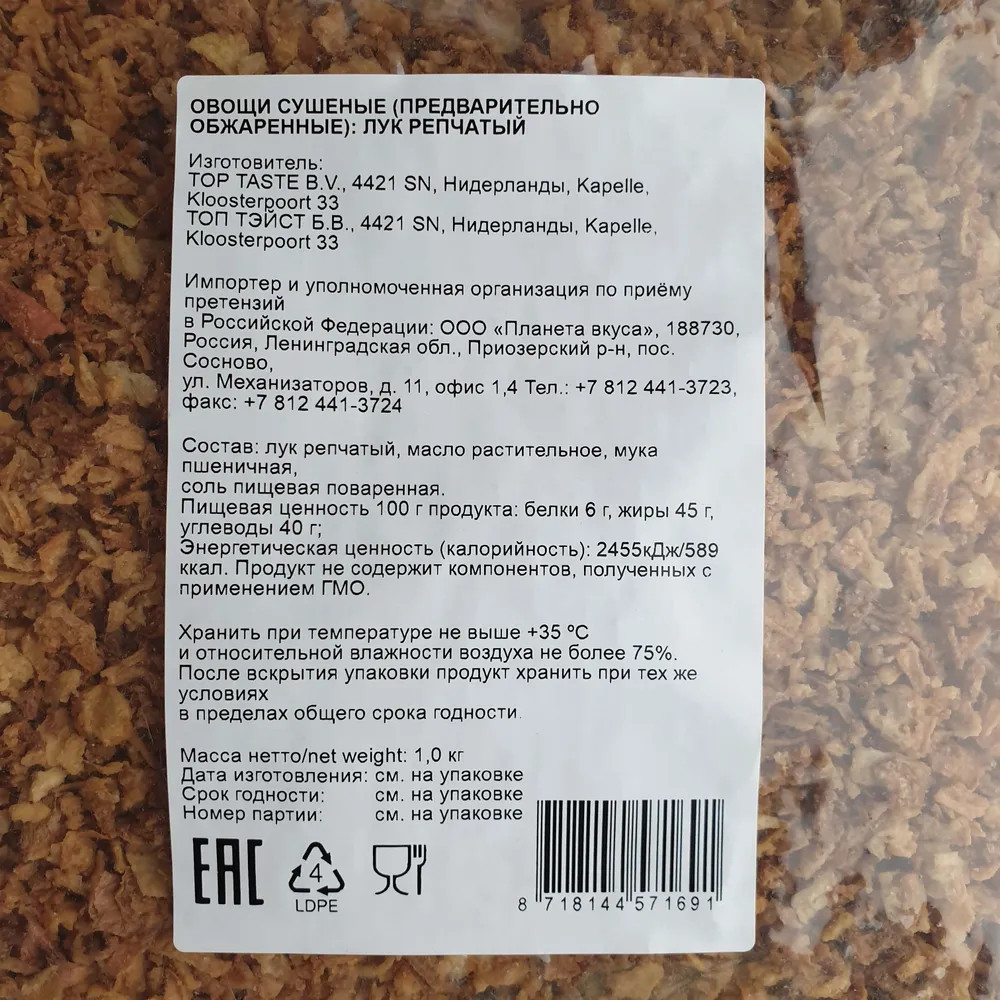 ОВОЩИ СУШЕНЫЕ (ПРЕДВАРИТЕЛЬНО
ОБЖАРЕННЫЕ): ЛУК РЕПЧАТЫЙ
Изготовитель:
TOP TASTE B.V., 4421 SN, Нидерланды, Kapelle,
Kloosterpoort 33
ТОП ТЭЙСТ Б.В., 4421 SN, Нидерланды, Kapelle,
Kloosterpoort 33
Импортер и уполномоченная организация по приёму
претензий
в Российской Федерации: ООО «Планета вкуса», 188730,
Россия, Ленинградская обл., Приозерский р-н, пос.
Сосново,
ул. Механизаторов, д. 11, офис 1,4 Тел.: +7 812 441-3723,
факс: +7 812 441-3724
Состав: лук репчатый, масло растительное, мука
пшеничная,
соль пищевая поваренная.
Пищевая ценность 100 г продукта: белки 6 г, жиры 45 г,
углеводы 40 г;
Энергетическая ценность (калорийность): 2455кДж/589
ккал. Продукт не содержит компонентов, полученных с
применением ГМО.
Хранить при температуре не выше +35 ºС
и относительной влажности воздуха не более 75%.
После вскрытия упаковки продукт хранить при тех же
условиях
в пределах общего срока годности.
Масса нетто/net weight: 1,0 кг
Дата изготовления: см. на упаковке
Срок годности: см. на упаковке
Номер партии: см. на упаковке
EAC
4
LDPE
8 718144 571691